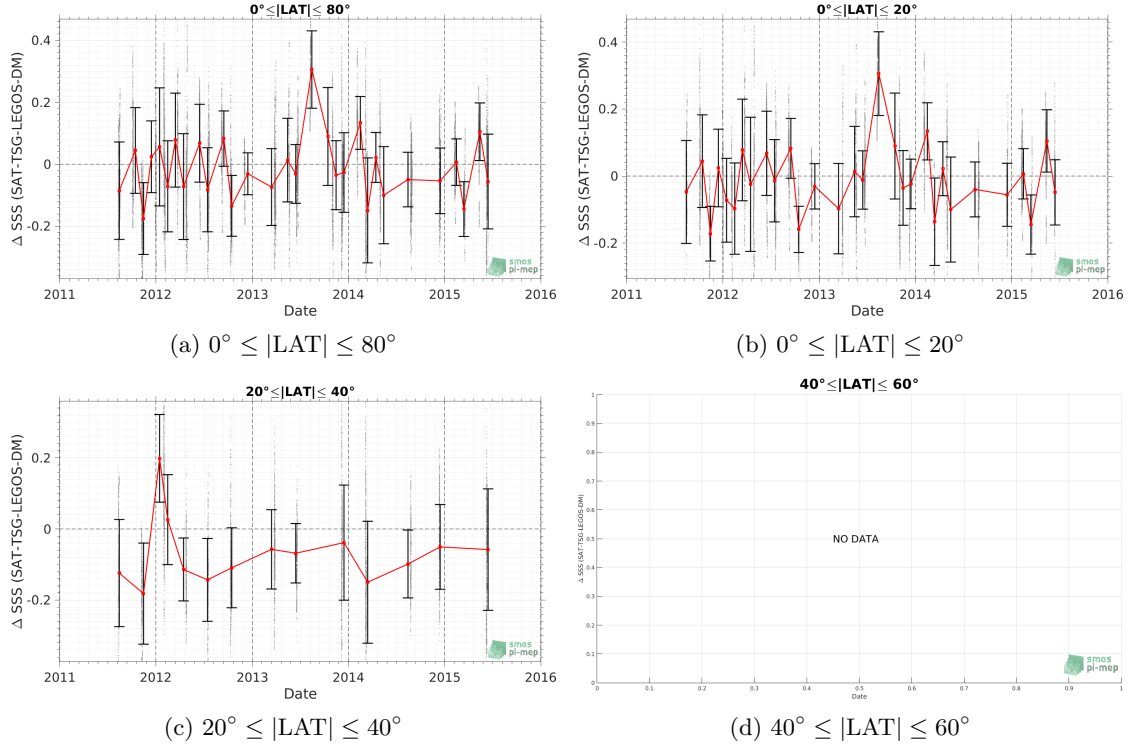 0°≤|LAT|≤ 80°
Δ SSS (SAT-TSG-LEGOS-DM)
0.4
0.2
0
-0.2
2011 2012 2013 2014 2015 2016
Date
smos
pi-mep
(a) 0° ≤ |LAT| ≤ 80°
0°≤|LAT|≤ 20°
Δ SSS (SAT-TSG-LEGOS-DM)
0.4
0.2
0
-0.2
2011 2012 2013 2014 2015 2016
Date
smos
pi-mep
(b) 0° ≤ |LAT| ≤ 20°
20°≤|LAT|≤ 40°
Δ SSS (SAT-TSG-LEGOS-DM)
0.2
0
-0.2
2011 2012 2013 2014 2015 2016
Date
smos
pi-mep
(c) 20° ≤ |LAT| ≤ 40°
40°≤|LAT|≤ 60°
Δ SSS (SAT-TSG-LEGOS-DM)
1
0.9
0.8
0.7
0.6
0.5
0.4
0.3
0.2
0.1
0
NO DATA
0 0.1 0.2 0.3 0.4 0.5 0.6 0.7 0.8 0.9 1
Date
smos
pi-mep
(d) 40° ≤ |LAT| ≤ 60°